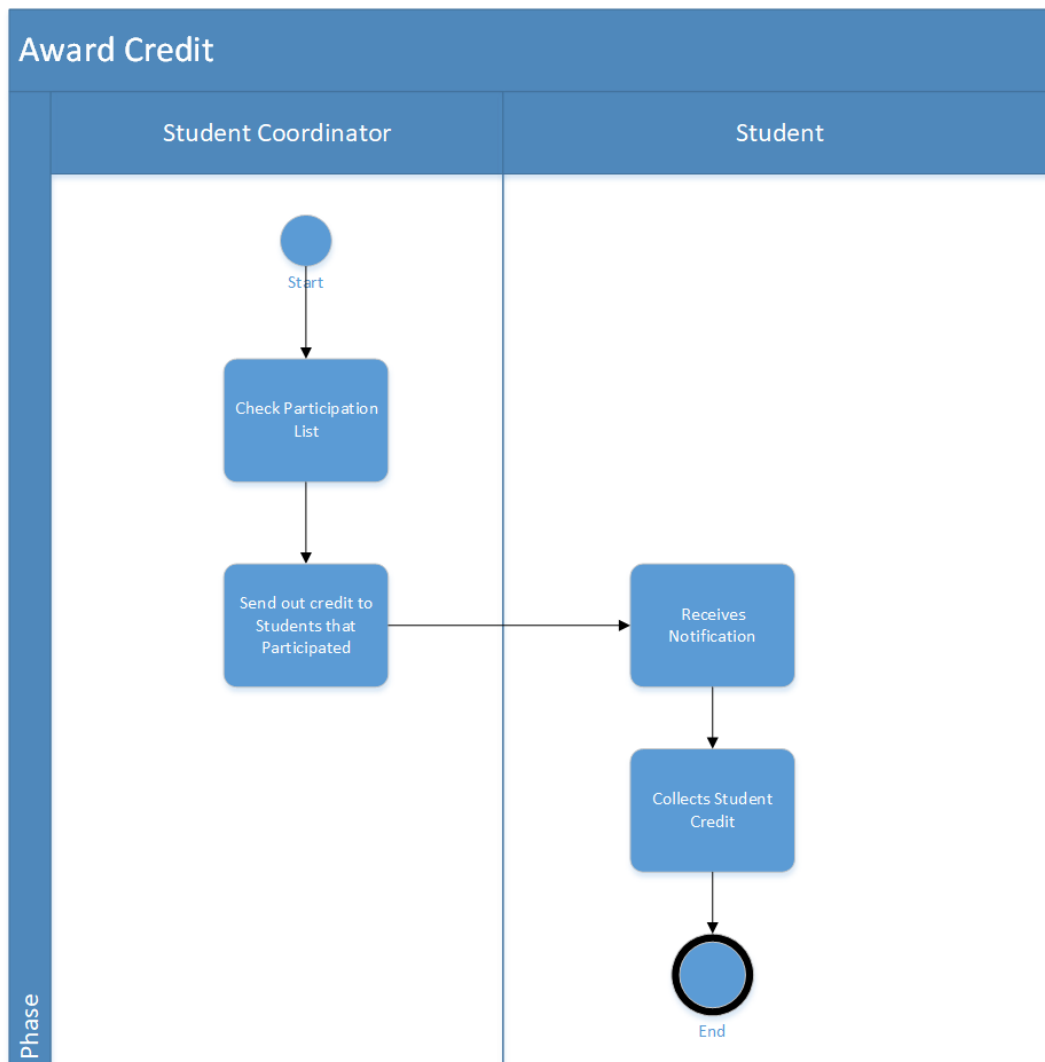 Award Credit
Student Coordinator
Student
Start
Check Participation
List
Send out credit to
Students that
Participated
Receives
Notification
Collects Student
Credit
End
Phase